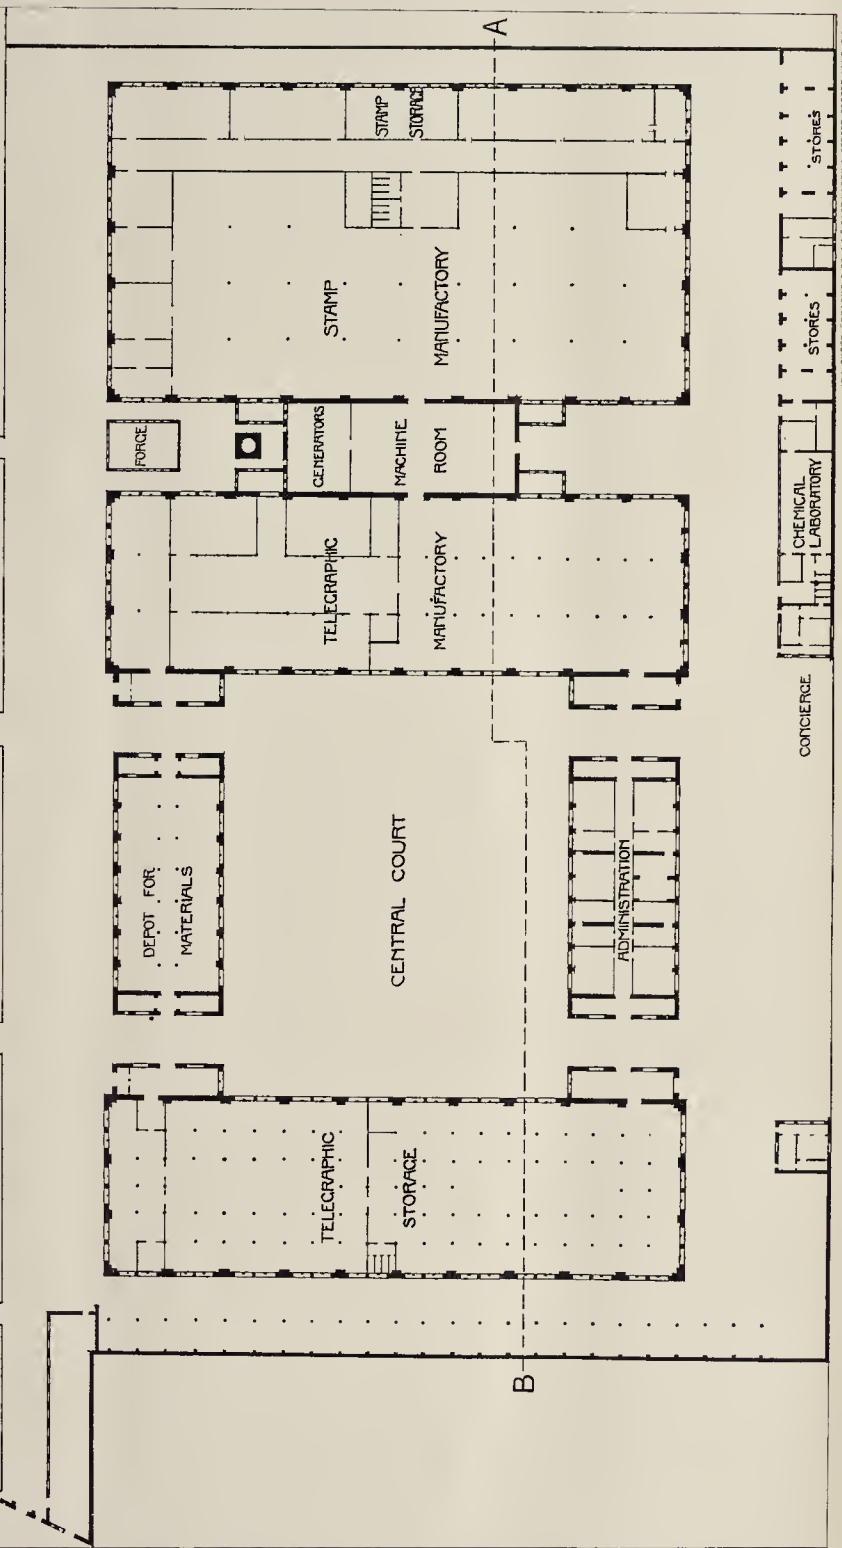 A
STAMP
STORAGE
STORES
STAMP
MANUFACTORY
STORES
FORGE
GENERATORS
MACHINE
ROOM
CHEMICAL
LABORATORY
TELEGRAPHIC
MANUFACTORY
CONCIERGE
DEPOT FOR
MATERIALS
CENTRAL COURT
ADMINISTRATION
TELEGRAPHIC
STORAGE
B